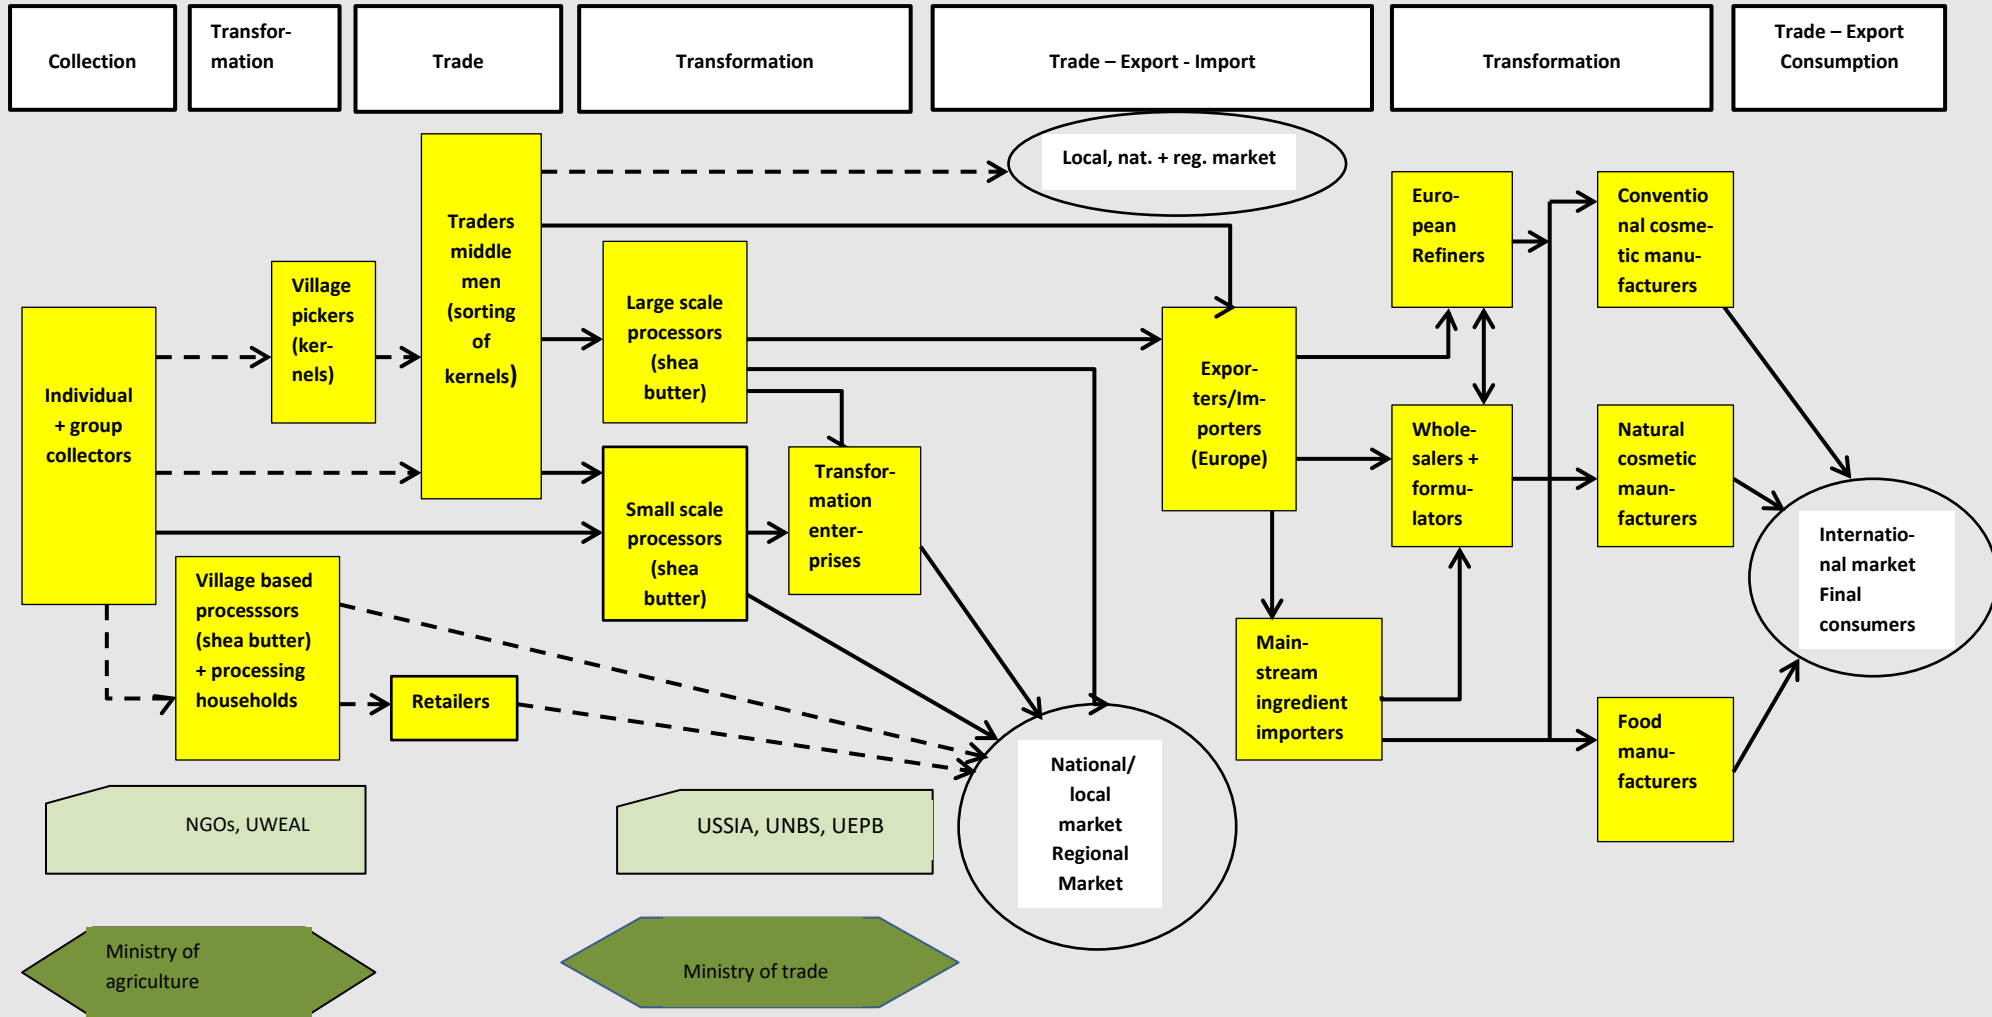 Collection
Transfor-
mation
Trade
Transformation
Trade – Export - Import
Transformation
Trade – Export
Consumption
Local, nat. + reg. market
Individual
+ group
collectors
Village
pickers
(ker-
nels)
Traders
middle
men
(sorting
of
kernels)
Large scale
processors
(shea
butter)
Small scale
processors
(shea
butter)
Transfor-
mation
enter-
prises
Village based
processsors
(shea butter)
+ processing
households
Retailers
Expor-
ters/Im-
porters
(Europe)
Main-
stream
ingredient
importers
Euro-
pean
Refiners
Whole-
salers +
formu-
lators
Conventio
nal cosme-
tic manu-
facturers
Natural
cosmetic
maun-
facturers
Food
manu-
facturers
Internatio-
nal market
Final
consumers
National/
local
market
Regional
Market
NGOs, UWEAL
USSIA, UNBS, UEPB
Ministry of
agriculture
Ministry of trade